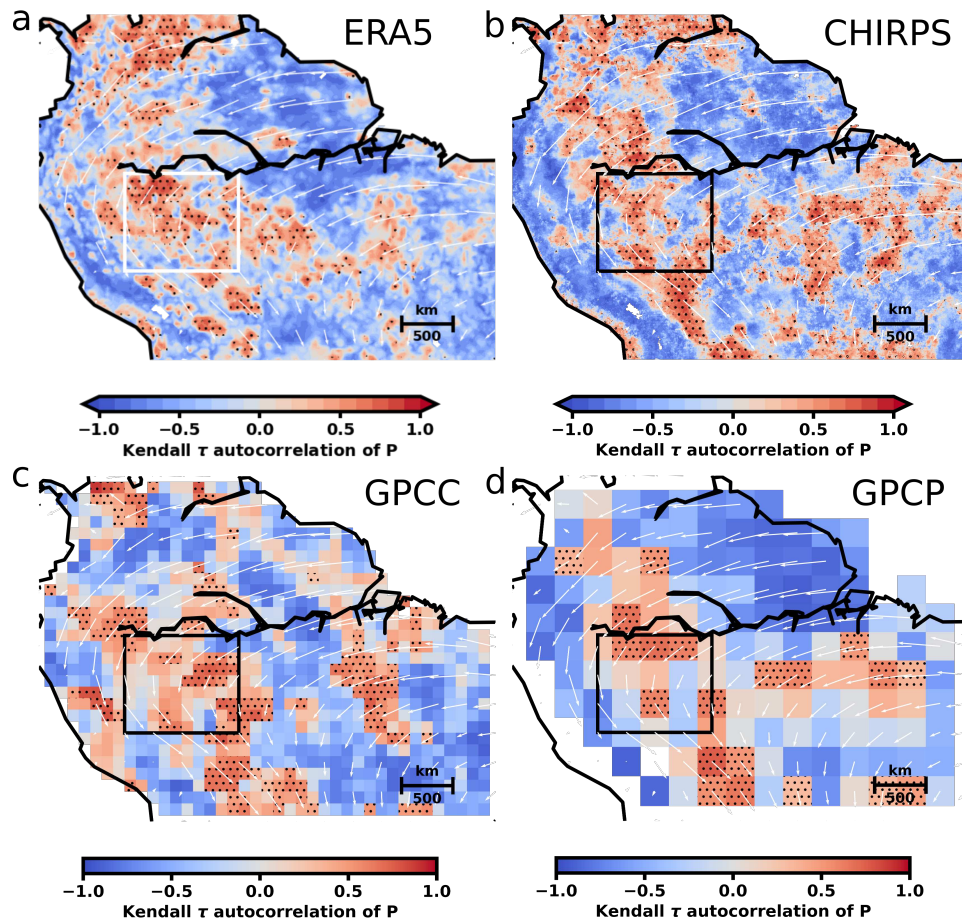 a
ERA5
b
CHIRPS
km
500
km
500
−1.0 −0.5 0.0 0.5 1.0
Kendall τ autocorrelation of P
−1.0 −0.5 0.0 0.5 1.0
Kendall τ autocorrelation of P
c
GPCC
d
GPCP
km
500
km
500
−1.0 −0.5 0.0 0.5 1.0
Kendall τ autocorrelation of P
−1.0 −0.5 0.0 0.5 1.0
Kendall τ autocorrelation of P